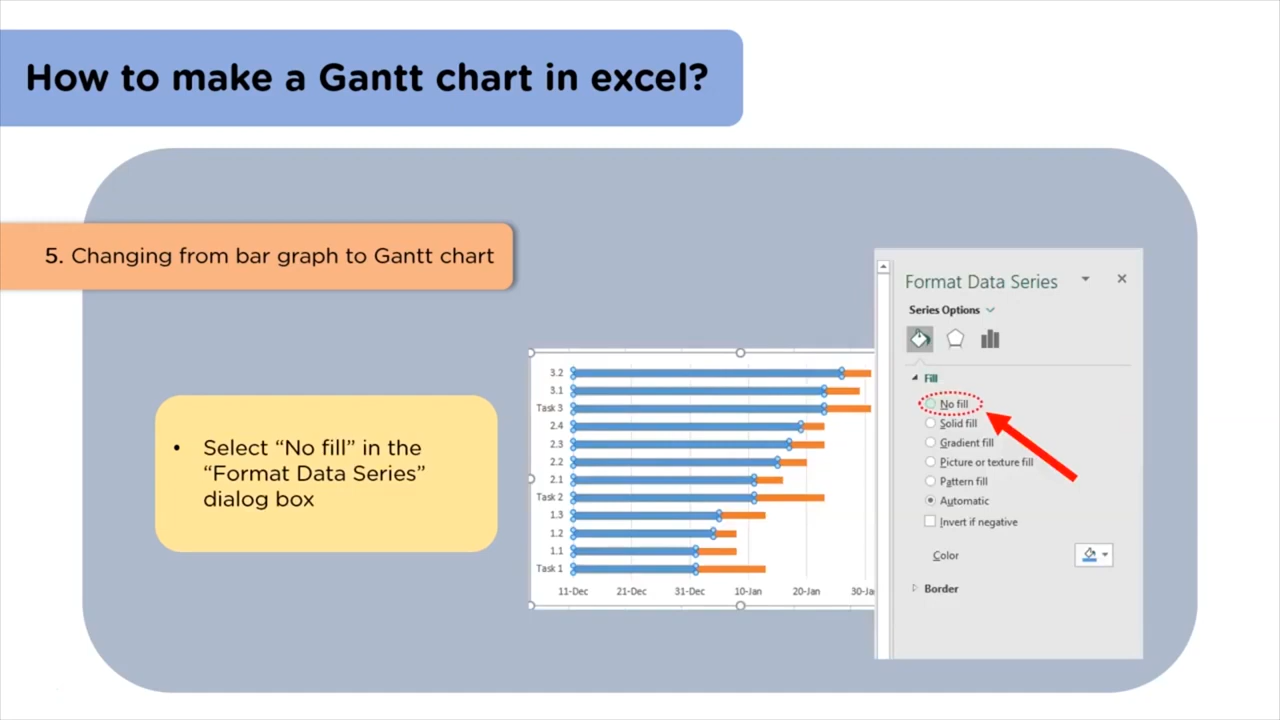 How to make a Gantt chart in excel?
5. Changing from bar graph to Gantt chart
• Select “No fill” in the
“Format Data Series”
dialog box
3.2
3.1
Task 3
2.4
2.3
2.2
2.1
Task 2
1.3
1.2
1.1
Task 1
11-Dec 21-Dec 31-Dec 10-Jan 20-Jan 30-Ja
Format Data Series
Series Options
Fill
No fill
Solid fill
Gradient fill
Picture or texture fill
Pattern fill
Automatic
Invert if negative
Color
Border